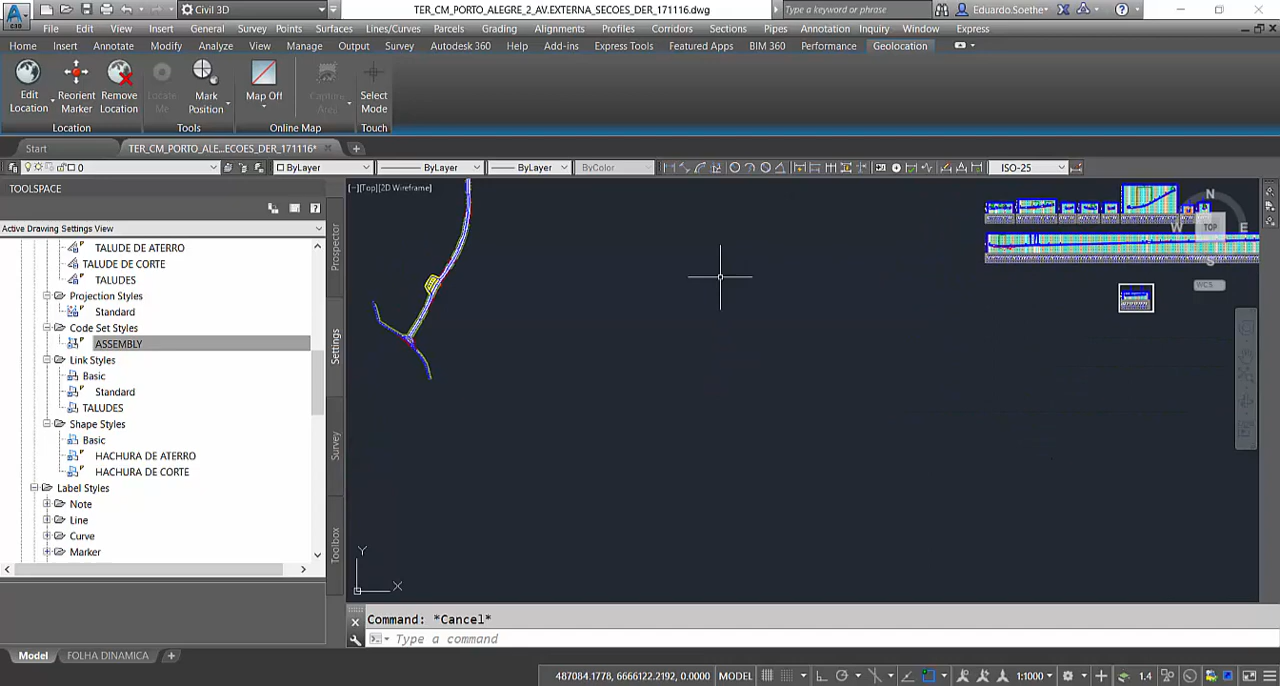 Civil 3D
TER_CM_PORTO_ALEGRE_2_AV.EXTERNA_SECOES_DER_171116.dwg
Type a keyword or phrase
Eduardo.Soethe
C3D
File Edit View Insert General Survey Points Surfaces Lines/Curves Parcels Grading Alignments Profiles Corridors Sections Pipes Annotation Inquiry Window Express
Home Insert Annotate Modify Analyze View Manage Output Survey Autodesk 360 Help Add-ins Express Tools Featured Apps BIM 360 Performance Geolocation
Edit Location
Reorient Marker
Remove Location
Locate Me
Mark Position
Map Off
Capture Area
Select Mode
Location Tools Online Map Touch
Start TER_CM_PORTO_ALE...ECOES_DER_171116*
0 ByLayer ByLayer ByLayer ByColor ISO-25
TOOLSPACE
[−][Top][2D Wireframe]
Active Drawing Settings View
TALUDE DE ATERRO
TALUDE DE CORTE
TALUDES
Projection Styles
Standard
Code Set Styles
ASSEMBLY
Link Styles
Basic
Standard
TALUDES
Shape Styles
Basic
HACHURA DE ATERRO
HACHURA DE CORTE
Label Styles
Note
Line
Curve
Marker
Prospector
Settings
Survey
Toolbox
N
W TOP E
S
WCS
Y
X
Command: *Cancel*
Type a command
Model FOLHA DINAMICA
487084.1778, 6666122.2192, 0.0000 MODEL 1:1000 1.4